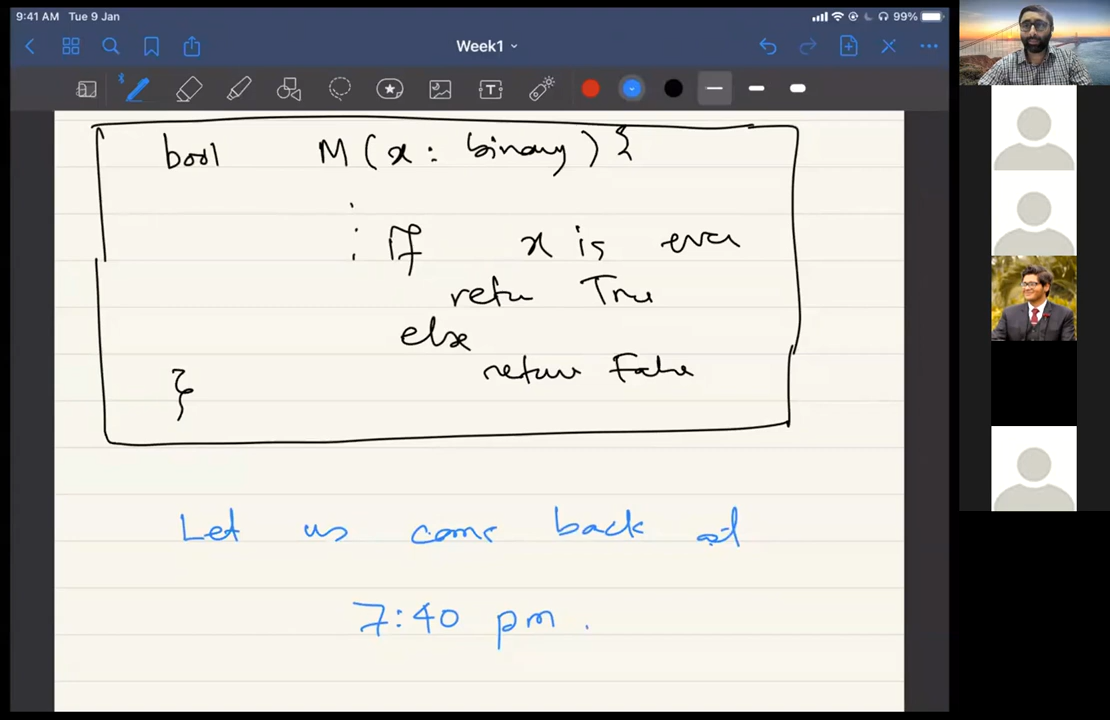 9:41 AM Tue 9 Jan
99%
Week1
bool M(x: binary) {
If x is even
return True
else
return False
}
Let us come back at
7:40 pm.